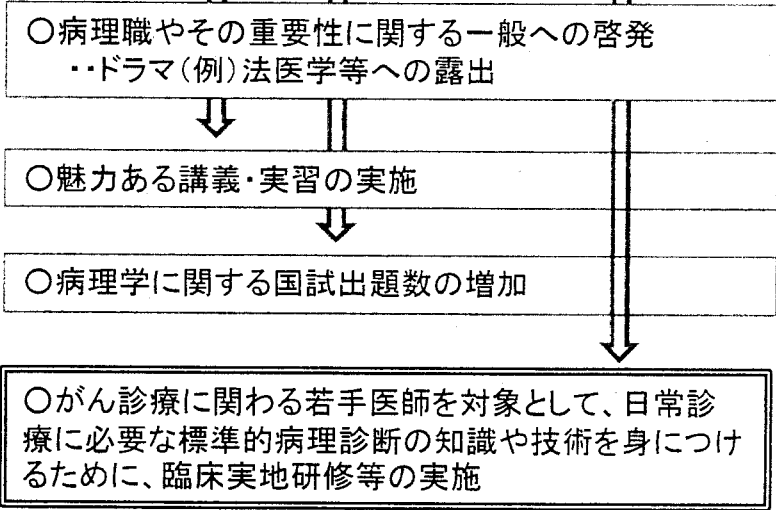 ○病理職やその重要性に関する一般への啓発
‥ドラマ(例)法医学等への露出
○魅力ある講義・実習の実施
○病理学に関する国試出題数の増加
○がん診療に関わる若手医師を対象として、日常診
療に必要な標準的病理診断の知識や技術を身につけ
るために、臨床実地研修等の実施